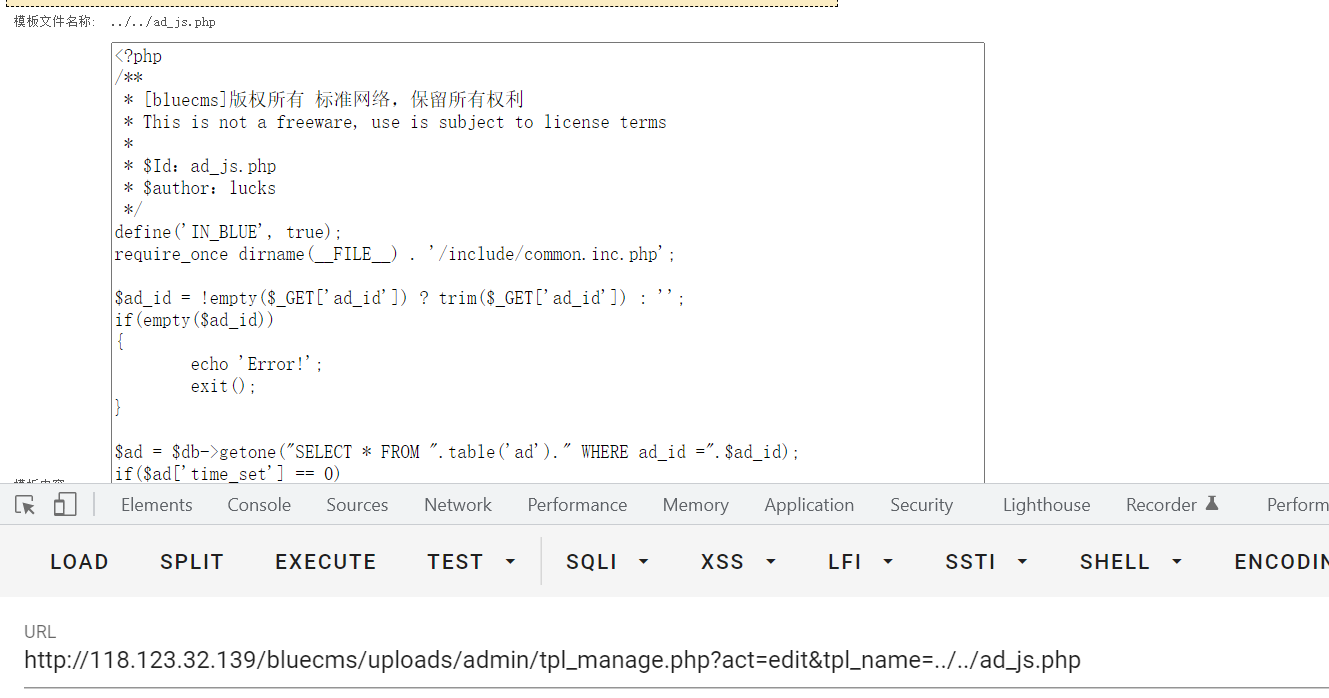 模板文件名称: ../../ad_js.php
<?php
/**
 * [bluecms]版权所有 标准网络，保留所有权利
 * This is not a freeware, use is subject to license terms
 *
 * $Id：ad_js.php
 * $author：lucks
 */
define('IN_BLUE', true);
require_once dirname(__FILE__) . '/include/common.inc.php';
$ad_id = !empty($_GET['ad_id']) ? trim($_GET['ad_id']) : '';
if(empty($ad_id))
{
        echo 'Error!';
        exit();
}
$ad = $db->getone("SELECT * FROM ".table('ad')." WHERE ad_id =".$ad_id);
if($ad['time_set'] == 0)
Elements Console Sources Network Performance Memory Application Security Lighthouse Recorder Perform
LOAD SPLIT EXECUTE TEST SQLI XSS LFI SSTI SHELL ENCODIN
URL
http://118.123.32.139/bluecms/uploads/admin/tpl_manage.php?act=edit&tpl_name=../../ad_js.php